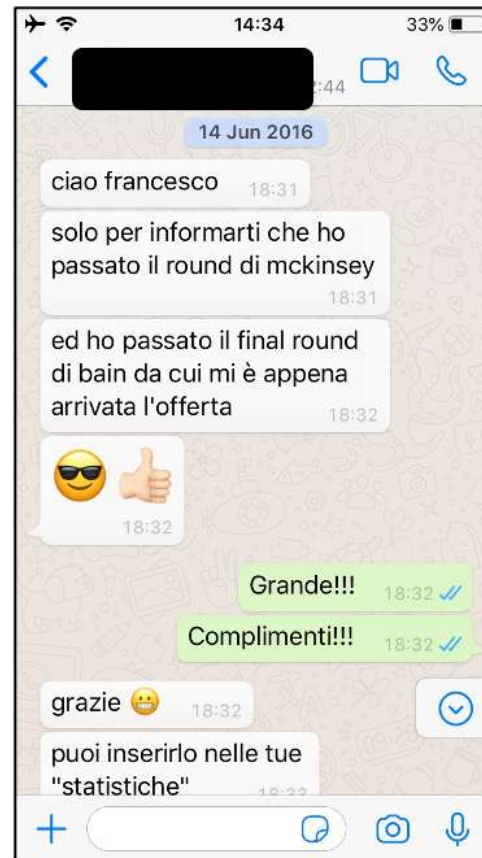 14:34
33%
2:44
14 Jun 2016
ciao francesco 18:31
solo per informarti che ho
passato il round di mckinsey
18:31
ed ho passato il final round
di bain da cui mi è appena
arrivata l'offerta 18:32
18:32
Grande!!! 18:32
Complimenti!!! 18:32
grazie 😬 18:32
puoi inserirlo nelle tue
"statistiche"